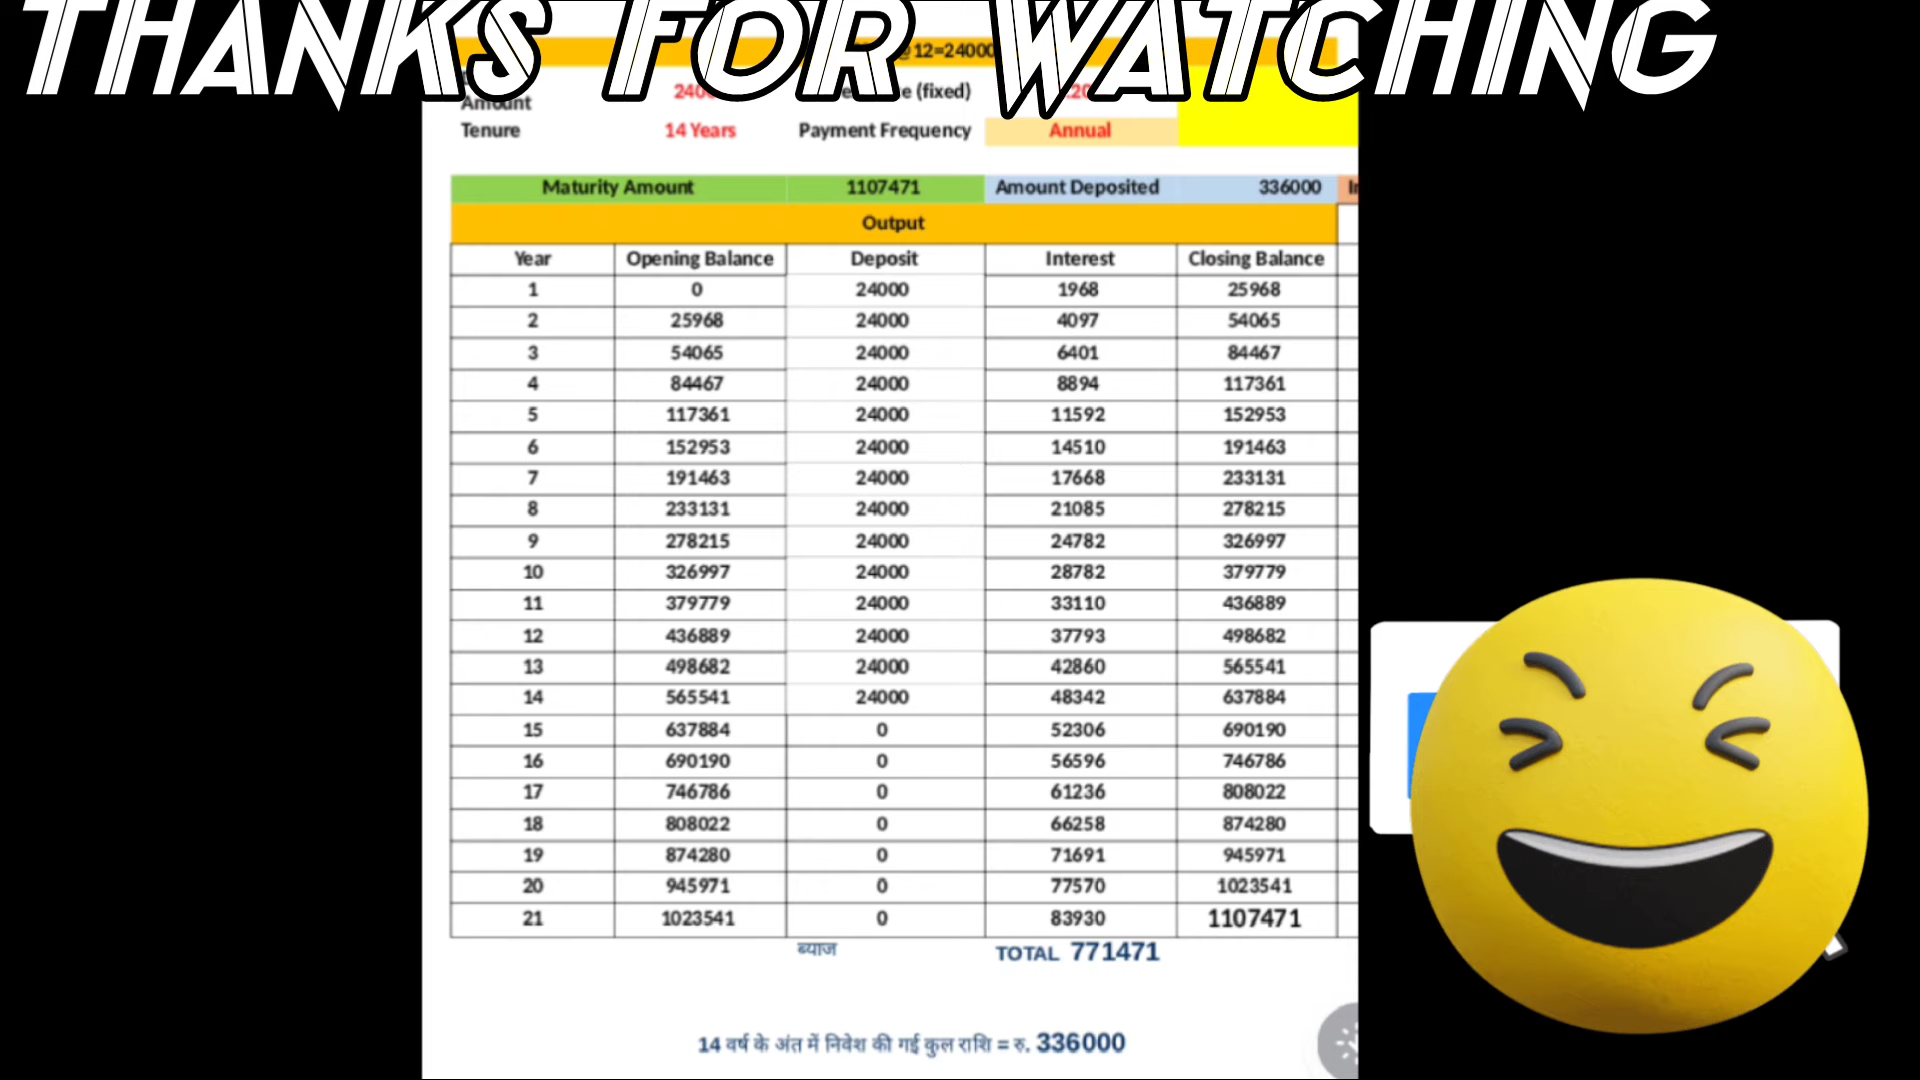 THANKS FOR WATCHING
@12=24000
Amount (fixed)
Tenure 14 Years Payment Frequency Annual
Maturity Amount 1107471 Amount Deposited 336000
Output
Year Opening Balance Deposit Interest Closing Balance
1 0 24000 1968 25968
2 25968 24000 4097 54065
3 54065 24000 6401 84467
4 84467 24000 8894 117361
5 117361 24000 11592 152953
6 152953 24000 14510 191463
7 191463 24000 17668 233131
8 233131 24000 21085 278215
9 278215 24000 24782 326997
10 326997 24000 28782 379779
11 379779 24000 33110 436889
12 436889 24000 37793 498682
13 498682 24000 42860 565541
14 565541 24000 48342 637884
15 637884 0 52306 690190
16 690190 0 56596 746786
17 746786 0 61236 808022
18 808022 0 66258 874280
19 874280 0 71691 945971
20 945971 0 77570 1023541
21 1023541 0 83930 1107471
ब्याज TOTAL 771471
14 वर्ष के अंत में निवेश की गई कुल राशि = रु. 336000